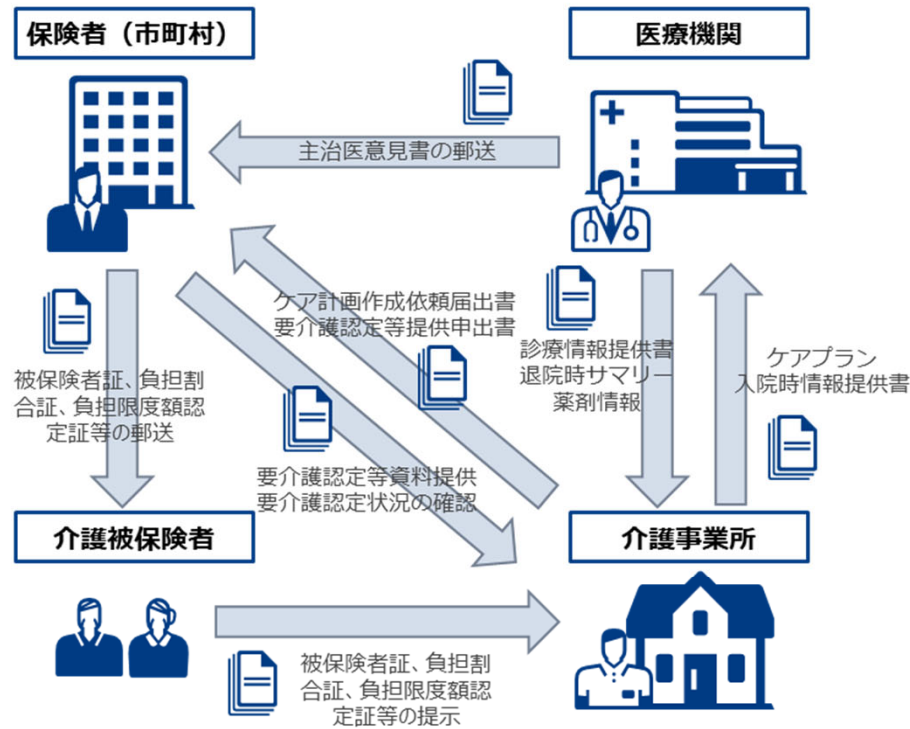 保険者（市町村）
医療機関
主治医意見書の郵送
ケア計画作成依頼届出書
要介護認定等提供申出書
診療情報提供書
退院時サマリー
薬剤情報
ケアプラン
入院時情報提供書
被保険者証、負担割
合証、負担限度額認
定証等の郵送
要介護認定等資料提供
要介護認定状況の確認
介護被保険者
介護事業所
被保険者証、負担割
合証、負担限度額認
定証等の提示